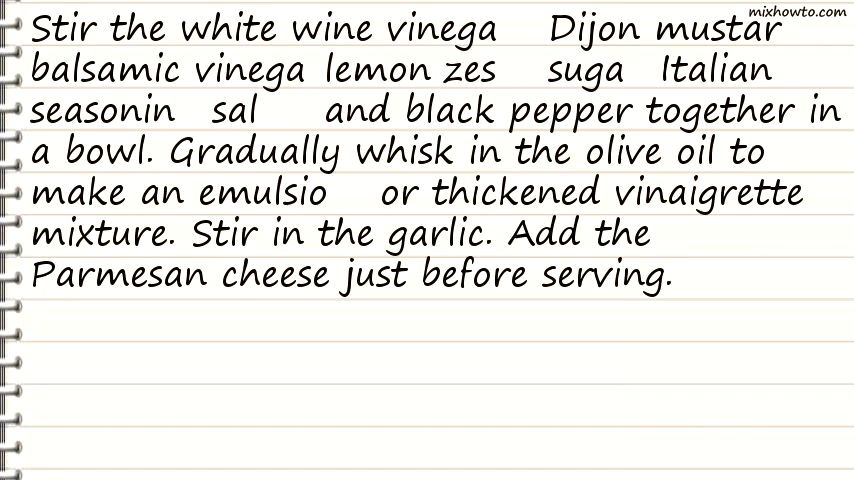 mixhowto.com
Stir the white wine vinega Dijon mustar
balsamic vinega lemon zes suga Italian
seasonin sal and black pepper together in
a bowl. Gradually whisk in the olive oil to
make an emulsio or thickened vinaigrette
mixture. Stir in the garlic. Add the
Parmesan cheese just before serving.